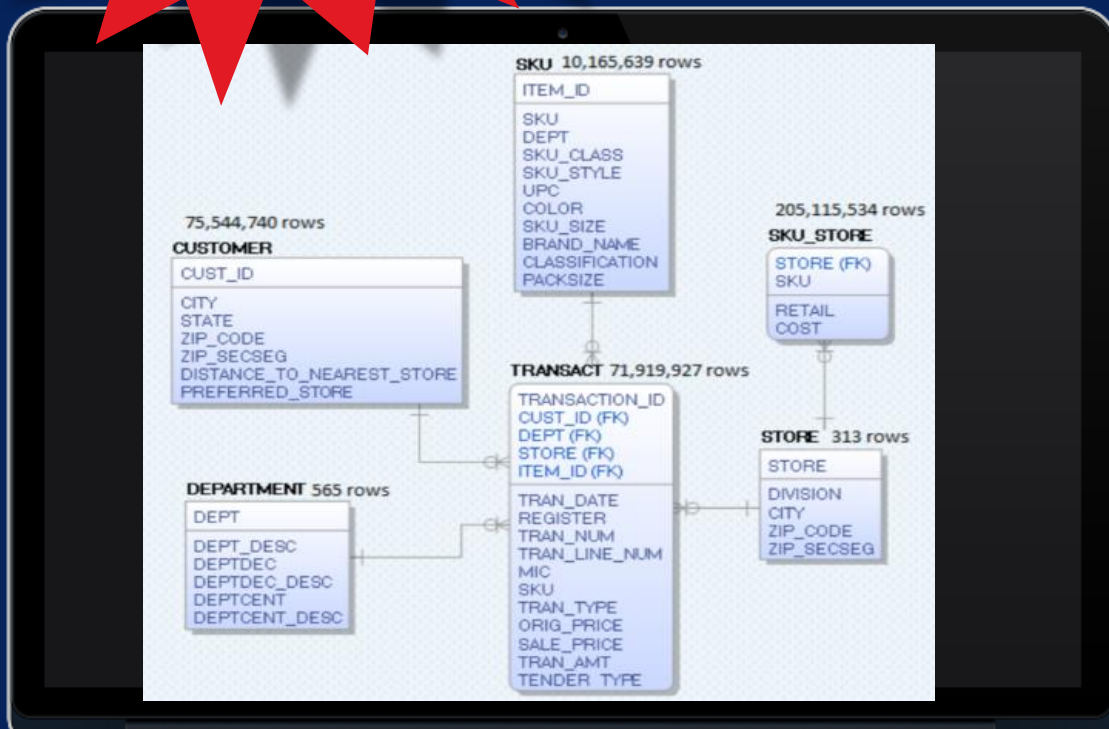 SKU 10,165,639 rows
ITEM_ID
SKU
DEPT
SKU_CLASS
SKU_STYLE
UPC
COLOR
SKU_SIZE
BRAND_NAME
CLASSIFICATION
PACKSIZE
75,544,740 rows
CUSTOMER
CUST_ID
CITY
STATE
ZIP_CODE
ZIP_SECSEG
DISTANCE_TO_NEAREST_STORE
PREFERRED_STORE
205,115,534 rows
SKU_STORE
STORE (FK)
SKU
RETAIL
COST
TRANSACT 71,919,927 rows
TRANSACTION_ID
CUST_ID (FK)
DEPT (FK)
STORE (FK)
ITEM_ID (FK)
TRAN_DATE
REGISTER
TRAN_NUM
TRAN_LINE_NUM
MIC
SKU
TRAN_TYPE
ORIG_PRICE
SALE_PRICE
TRAN_AMT
TENDER_TYPE
STORE 313 rows
STORE
DIVISION
CITY
ZIP_CODE
ZIP_SECSEG
DEPARTMENT 565 rows
DEPT
DEPT_DESC
DEPTDEC
DEPTDEC_DESC
DEPTCENT
DEPTCENT_DESC